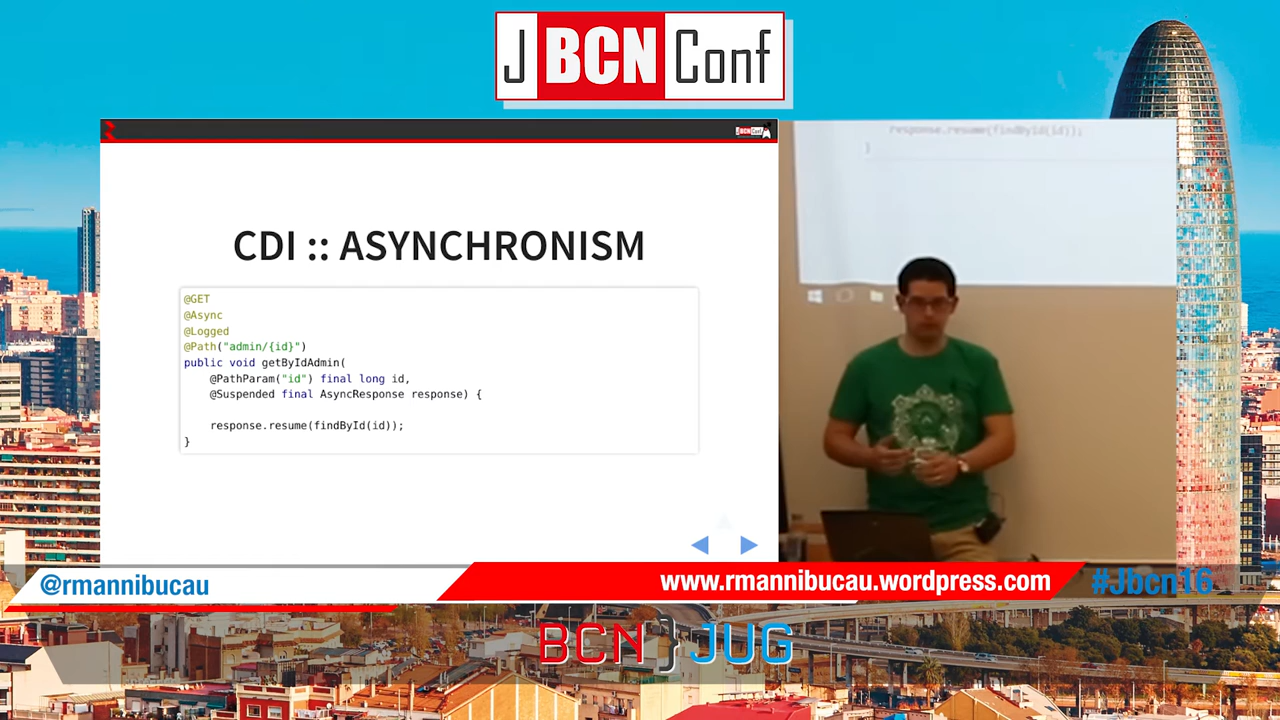 J BCN Conf
JBCNConf
CDI :: ASYNCHRONISM
@GET
@Async
@Logged
@Path("admin/{id}")
public void getByIdAdmin(
@PathParam("id") final long id,
@Suspended final AsyncResponse response) {
response.resume(findById(id));
}
response.resume(findById(id));
}
@rmannibucau
www.rmannibucau.wordpress.com
#Jbcn16
BCN } JUG